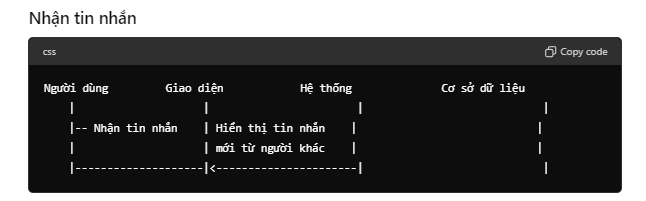 Nhận tin nhắn
css Copy code
Người dùng Giao diện Hệ thống Cơ sở dữ liệu
| | | |
|-- Nhận tin nhắn | Hiển thị tin nhắn | |
| | mới từ người khác | |
|-------------------|<---------------------| |